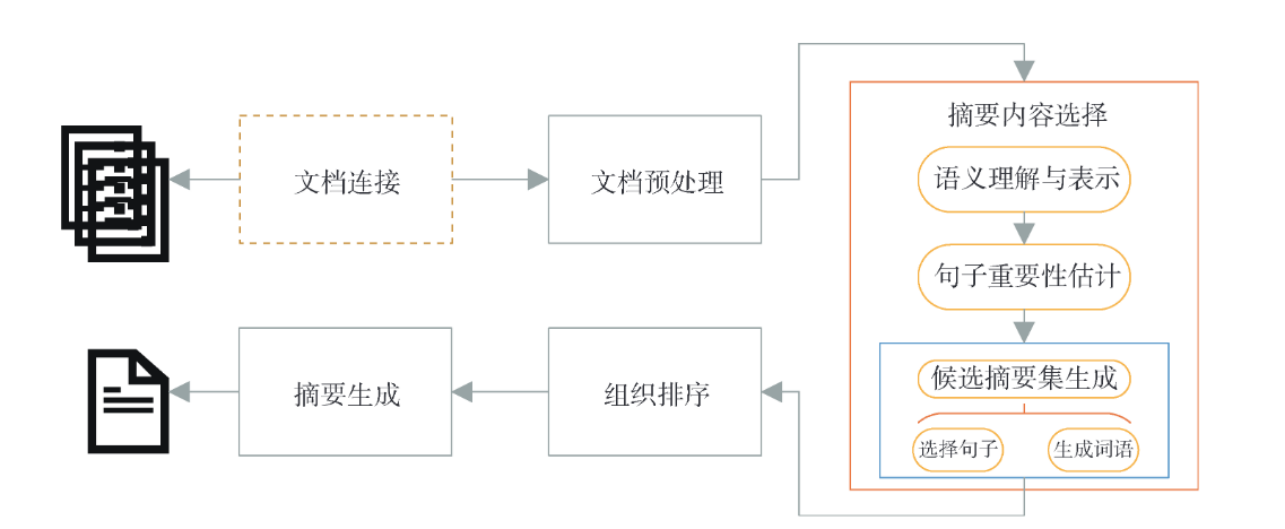 文档连接
文档预处理
摘要内容选择
语义理解与表示
句子重要性估计
候选摘要集生成
选择句子
生成词语
组织排序
摘要生成